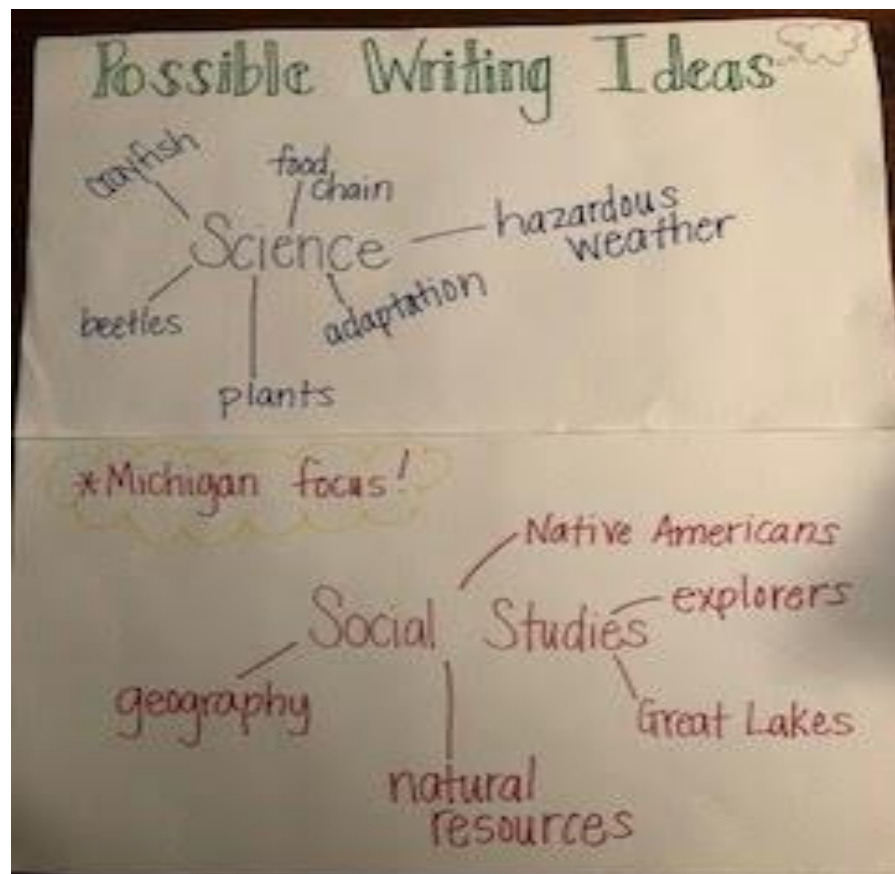 Possible Writing Ideas
crayfish
food
chain
hazardous
weather
Science
beetles
adaptation
plants
*Michigan focus!
Native Americans
explorers
Social Studies
geography
Great Lakes
natural
resources